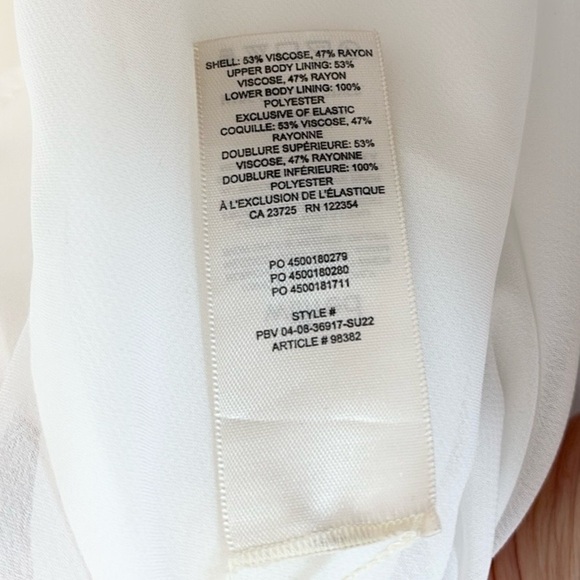 SHELL: 53% VISCOSE, 47% RAYON
UPPER BODY LINING: 53%
VISCOSE, 47% RAYON
LOWER BODY LINING: 100%
POLYESTER
EXCLUSIVE OF ELASTIC
COQUILLE: 53% VISCOSE, 47%
RAYONNE
DOUBLURE SUPÉRIEURE: 53%
VISCOSE, 47% RAYONNE
DOUBLURE INFÉRIEURE: 100%
POLYESTER
À L'EXCLUSION DE L'ÉLASTIQUE
CA 23725 RN 122354
PO 4500180279
PO 4500180280
PO 4500181711
STYLE #
PBV 04-08-36917-SU22
ARTICLE # 98382